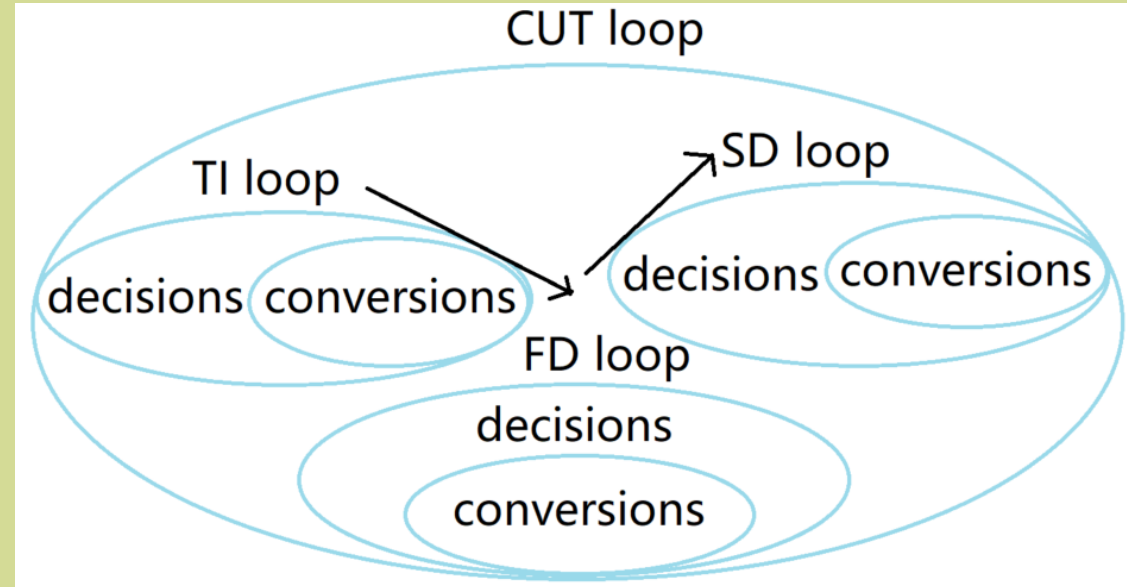 CUT loop
TI loop
SD loop
decisions
conversions
decisions
conversions
FD loop
decisions
conversions